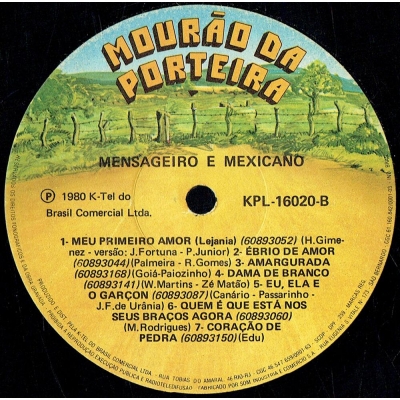 MOURÃO DA
PORTEIRA
MENSAGEIRO E MEXICANO
Ⓟ 1980 K-Tel do
Brasil Comercial Ltda.
KPL-16020-B
1- MEU PRIMEIRO AMOR (Lejania) (60893052) (H.Gime-
nez - versão: J.Fortuna - P.Junior) 2- ÉBRIO DE AMOR
(60893044) (Palmeira - R.Gomes) 3- AMARGURADA
(60893168) (Goiá-Paiozinho) 4- DAMA DE BRANCO
(60893141) (W.Martins - Zé Matão) 5- EU, ELA E
O GARÇON (60893087) (Canário - Passarinho -
J.F. de Urânia) 6- QUEM É QUE ESTÁ NOS
SEUS BRAÇOS AGORA (60893060)
(M.Rodrigues) 7- CORAÇÃO DE
PEDRA (60893150) (Edu)